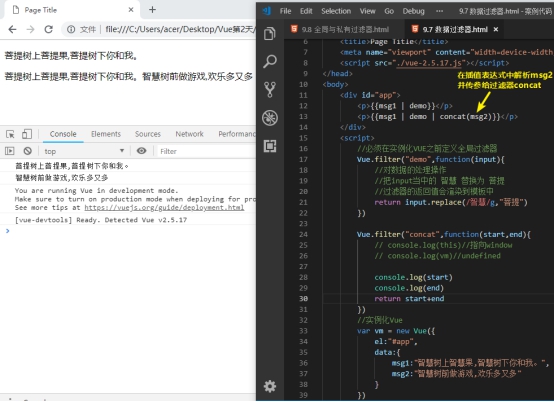 Page Title
文件
file:///C:/Users/acer/Desktop/Vue第2天/
菩提树上菩提果,菩提树下你和我。
菩提树上菩提果,菩提树下你和我。智慧树前做游戏,欢乐多又多
Elements
Console
Sources
Network
Performance
top
Filter
菩提树上菩提果,菩提树下你和我。
智慧树前做游戏,欢乐多又多
You are running Vue in development mode.
Make sure to turn on production mode when deploying for pro
See more tips at https://vuejs.org/guide/deployment.html
[vue-devtools] Ready. Detected Vue v2.5.17
文件(F) 编辑(E) 选择(S) 查看(V) 转到(G) 调试(D) 9.7 数据过滤器.html - 案例代码
9.8 全局与私有过滤器.html
9.7 数据过滤器.html
6 <title>Page Title</title>
7 <meta name="viewport" content="width=device-width
8 <script src="./vue-2.5.17.js"></script>
9 </head>
10 <body>
在插值表达式中解析msg2
并传参给过滤器concat
11 <div id="app">
12 <p>{{msg1 | demo}}</p>
13 <p>{{msg1 | demo | concat(msg2)}}</p>
14 </div>
15 <script>
16 //必须在实例化VUE之前定义全局过滤器
17 Vue.filter("demo",function(input){
18 //对数据的处理操作
19 //把input当中的 智慧 替换为 菩提
20 //过滤器的返回值会渲染到模板中
21 return input.replace(/智慧/g,"菩提")
22 })
23
24 Vue.filter("concat",function(start,end){
25 // console.log(this)//指向window
26 // console.log(vm)//undefined
27
28 console.log(start)
29 console.log(end)
30 return start+end
31 })
32 //实例化Vue
33 var vm = new Vue({
34 el:"#app",
35 data:{
36 msg1:"智慧树上智慧果,智慧树下你和我。",
37 msg2:"智慧树前做游戏,欢乐多又多"
38 }
39 })